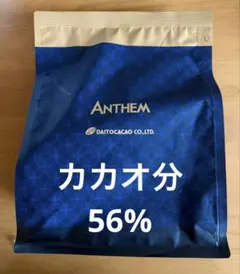 ANTHEM
DAITOCACAO CO.,LTD.
カカオ分
56%